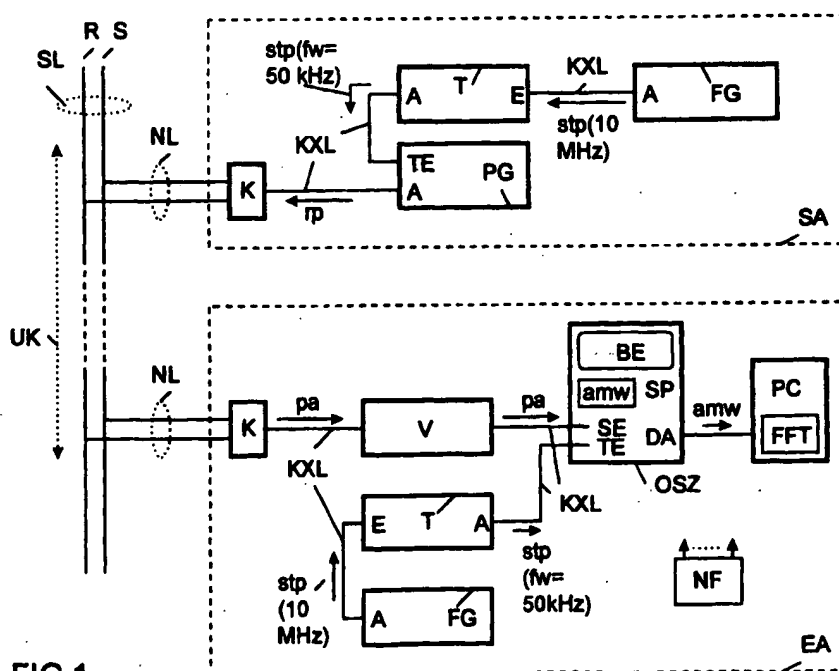 R S
SL
stp(fw=
50 kHz)
A T E
KXL
A FG
stp(10
MHz)
NL
KXL
TE
PG
A
K
rp
SA
UK
NL
K
pa
V
pa
KXL
BE
amw SP
SE
TE DA
OSZ
amw
PC
FFT
KXL
E T A
stp
(10
MHz)
A FG
stp
(fw=
50kHz)
NF
EA
FIG 1